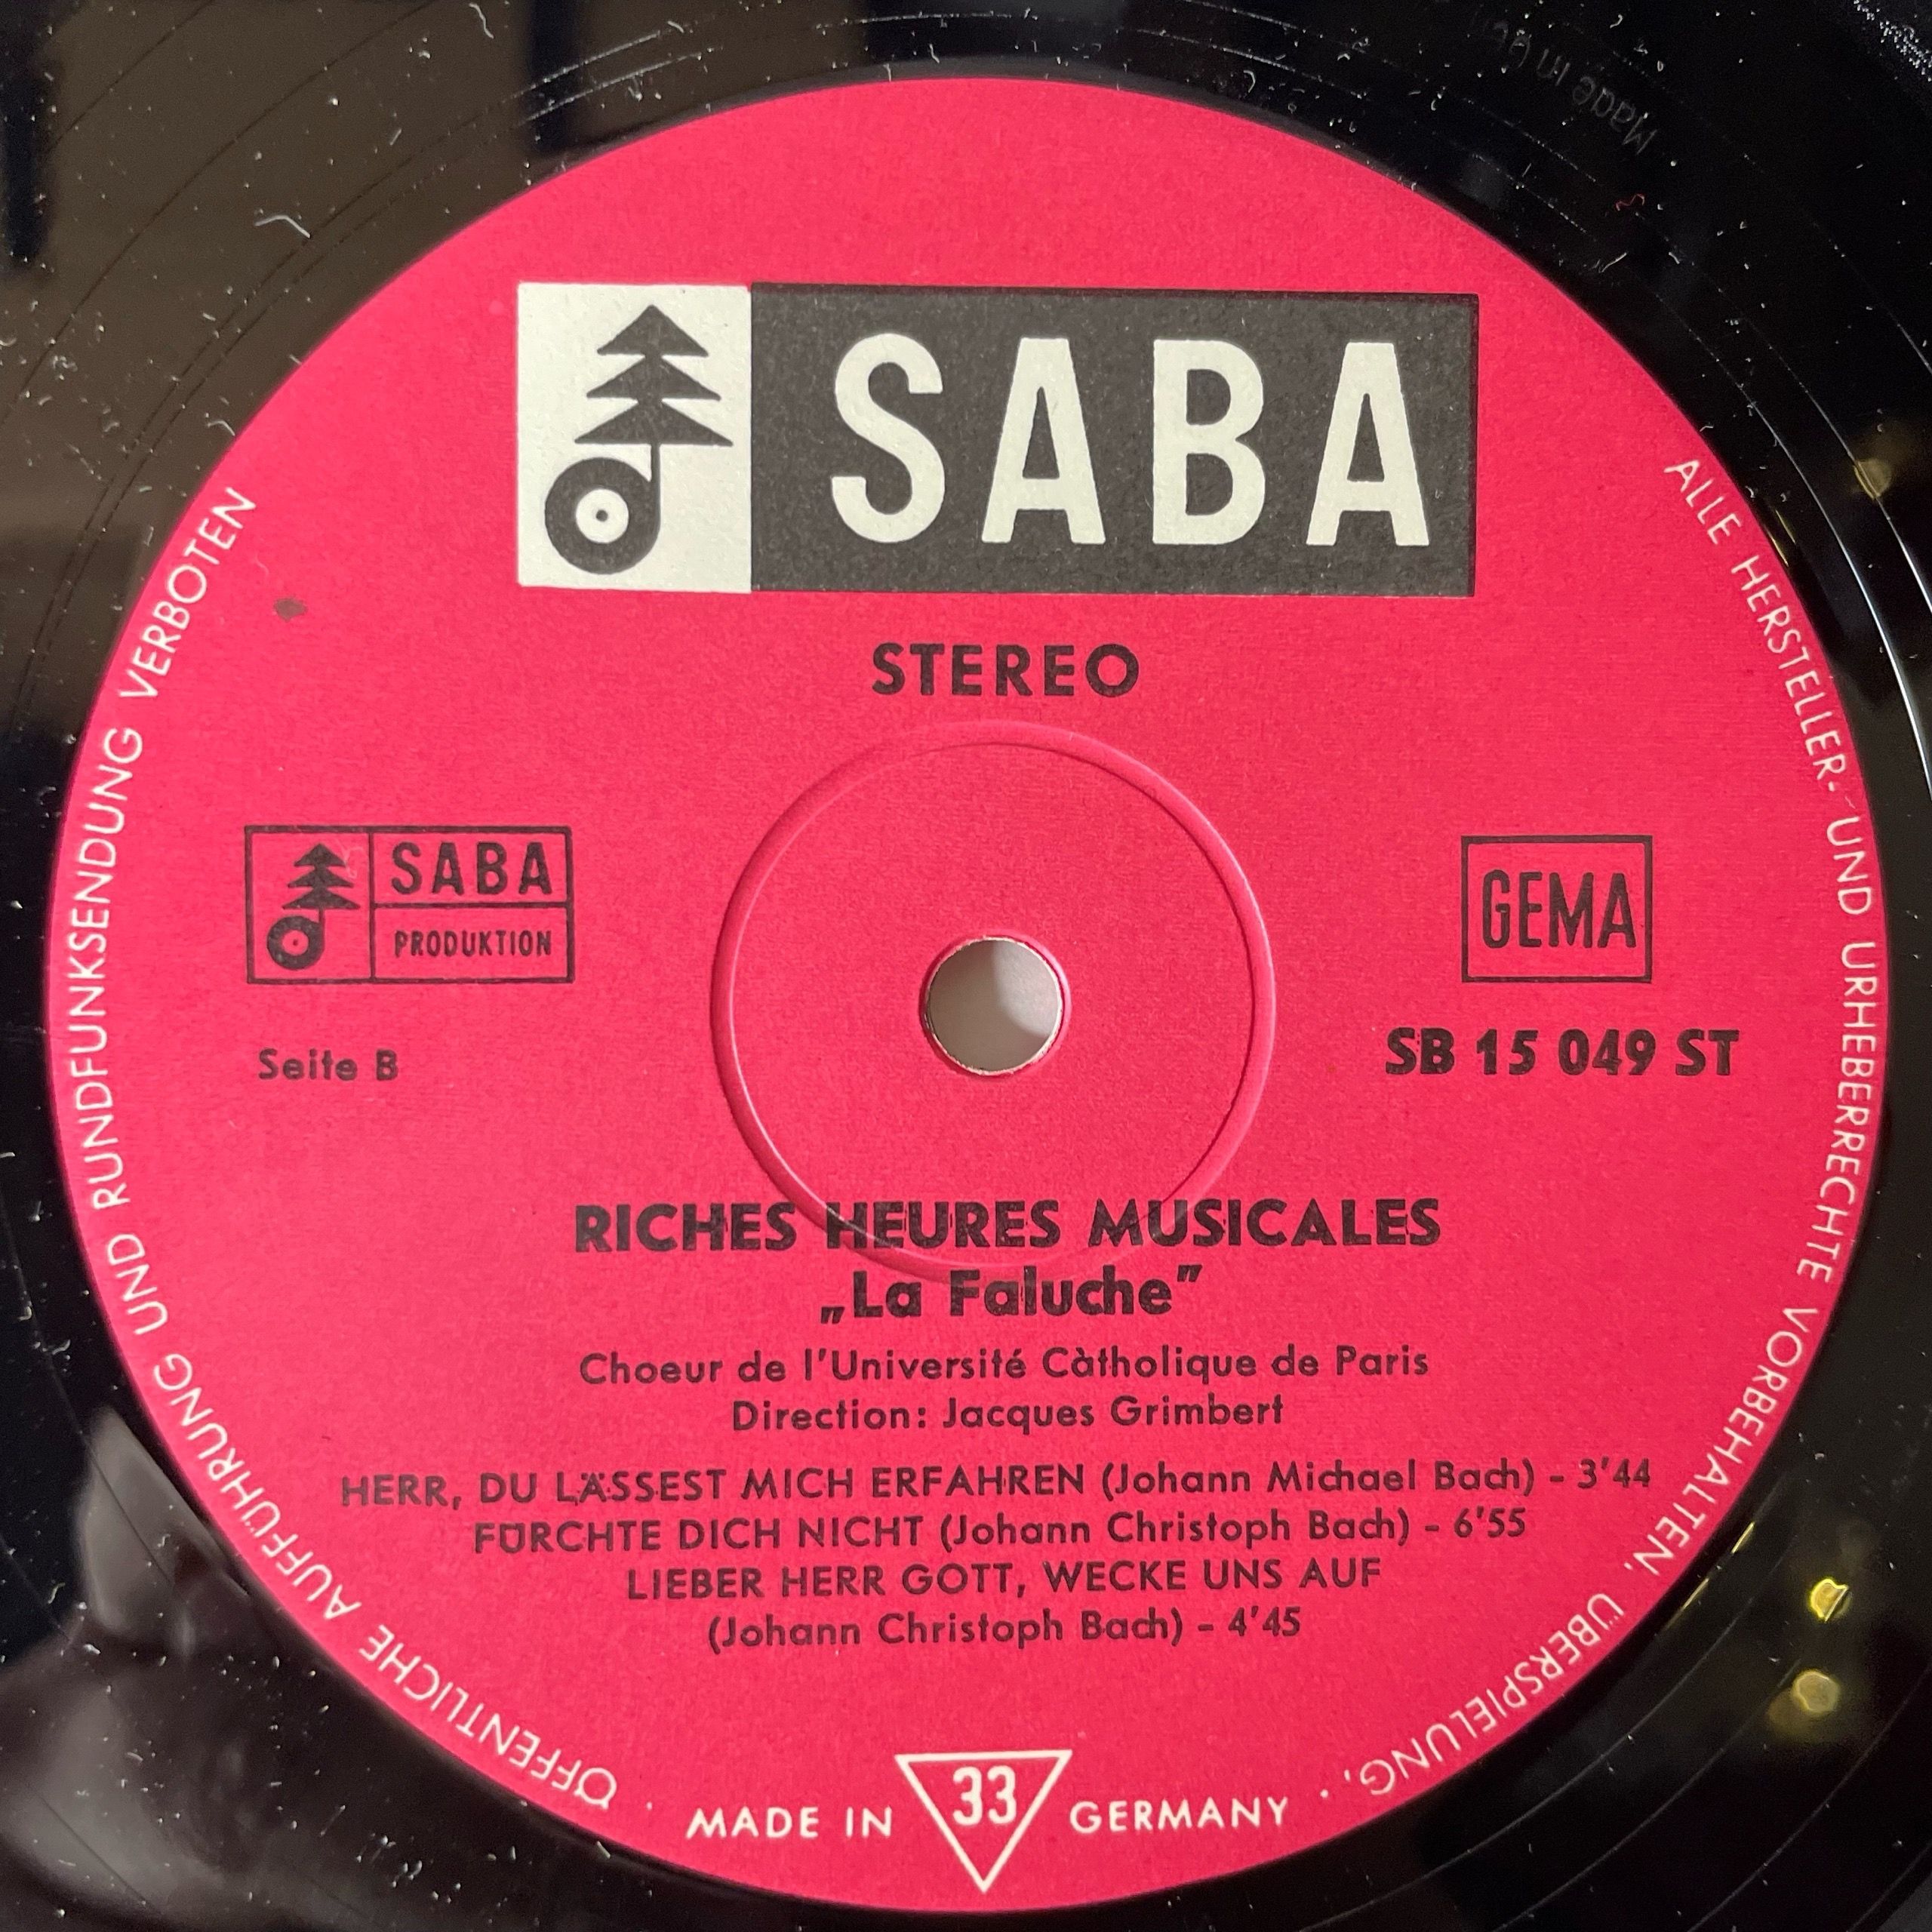 SABA
STEREO
SABA
PRODUKTION
GEMA
Seite B
SB 15 049 ST
RICHES HEURES MUSICALES
„La Faluche”
Choeur de l'Université Càtholique de Paris
Direction: Jacques Grimbert
HERR, DU LÄSSEST MICH ERFAHREN (Johann Michael Bach) - 3'44
FÜRCHTE DICH NICHT (Johann Christoph Bach) - 6'55
LIEBER HERR GOTT, WECKE UNS AUF
(Johann Christoph Bach) - 4'45
MADE IN 33 GERMANY
ALLE HERSTELLER- UND URHEBERRECHTE VORBEHALTEN. ÜBERSPIELUNG,
ÖFFENTLICHE AUFFÜHRUNG UND RUNDFUNKSENDUNG VERBOTEN
Made in